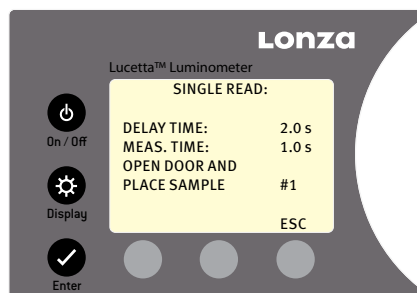 Lonza
Lucetta™ Luminometer
SINGLE READ:
DELAY TIME: 2.0 s
MEAS. TIME: 1.0 s
OPEN DOOR AND
PLACE SAMPLE #1
ESC
On / Off
Display
Enter